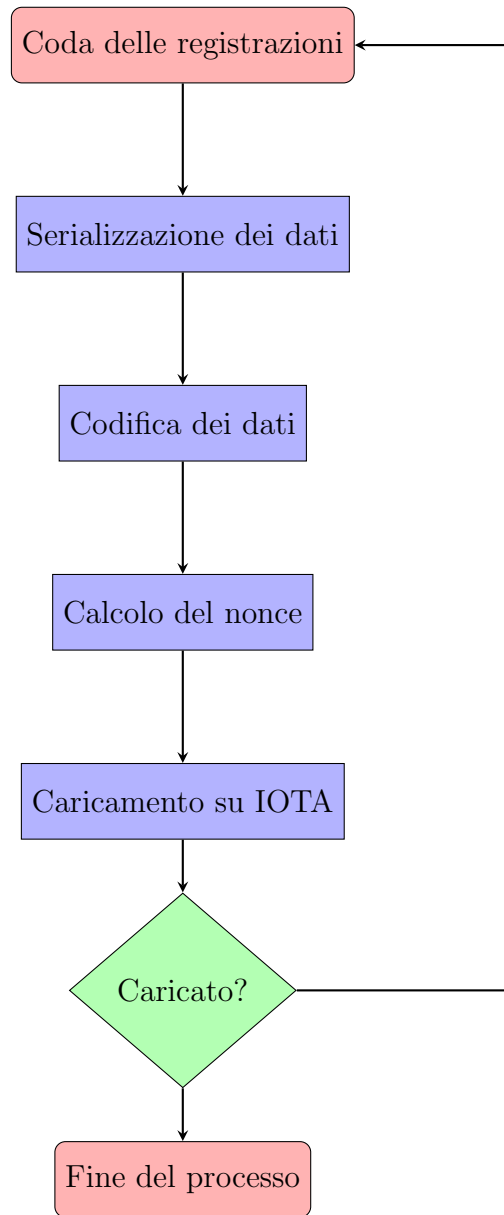 Coda delle registrazioni
Serializzazione dei dati
Codifica dei dati
Calcolo del nonce
Caricamento su IOTA
Caricato?
Fine del processo